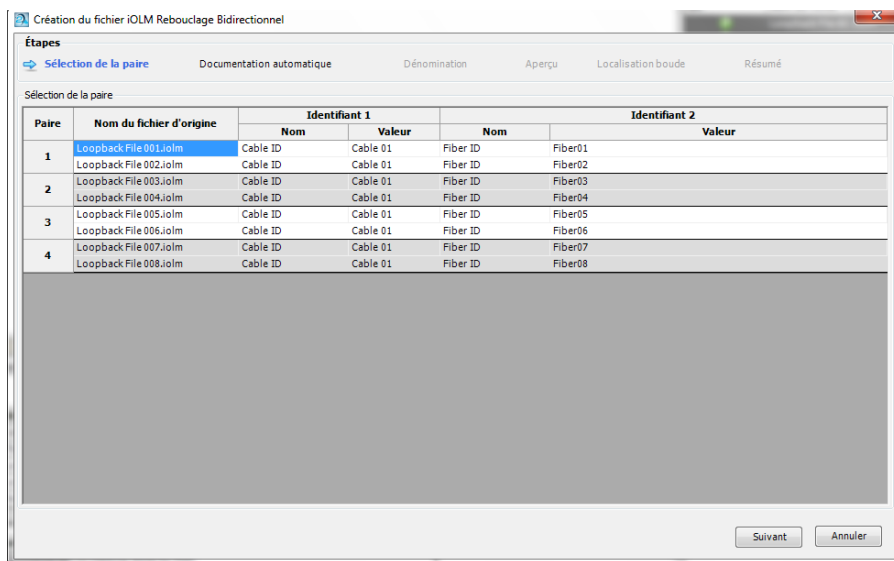 Création du fichier iOLM Rebouclage Bidirectionnel
Étapes
Sélection de la paire Documentation automatique Dénomination Aperçu Localisation boude Résumé
Sélection de la paire
Paire Nom du fichier d'origine Identifiant 1 Identifiant 2
Nom Valeur Nom Valeur
1 Loopback File 001.iolm Cable ID Cable 01 Fiber ID Fiber01
Loopback File 002.iolm Cable ID Cable 01 Fiber ID Fiber02
2 Loopback File 003.iolm Cable ID Cable 01 Fiber ID Fiber03
Loopback File 004.iolm Cable ID Cable 01 Fiber ID Fiber04
3 Loopback File 005.iolm Cable ID Cable 01 Fiber ID Fiber05
Loopback File 006.iolm Cable ID Cable 01 Fiber ID Fiber06
4 Loopback File 007.iolm Cable ID Cable 01 Fiber ID Fiber07
Loopback File 008.iolm Cable ID Cable 01 Fiber ID Fiber08
Suivant Annuler